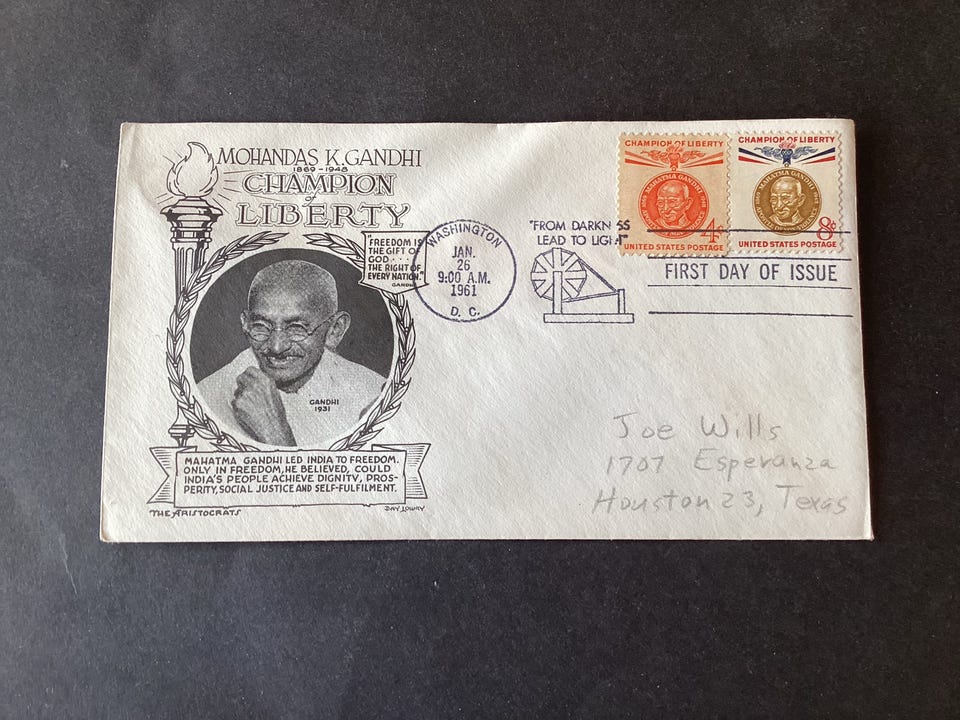 MOHANDAS K. GANDHI
1869-1948
CHAMPION
of
LIBERTY
"FREEDOM IS
THE GIFT OF
GOD...
THE RIGHT OF
EVERY NATION."
GANDHI
GANDHI
1931
MAHATMA GANDHI LED INDIA TO FREEDOM.
ONLY IN FREEDOM, HE BELIEVED, COULD
INDIA'S PEOPLE ACHIEVE DIGNITY, PROS-
PERITY, SOCIAL JUSTICE AND SELF-FULFILMENT.
THE ARISTOCRATS
DAY LOWRY
WASHINGTON
JAN.
26
9:00 A.M.
1961
D. C.
"FROM DARKN SS
LEAD TO LIGHT"
CHAMPION OF LIBERTY
MAHATMA GANDHI
4¢
UNITED STATES POSTAGE
CHAMPION OF LIBERTY
MAHATMA GANDHI
8¢
UNITED STATES POSTAGE
FIRST DAY OF ISSUE
Joe Wills
1707 Esperanza
Houston 23, Texas